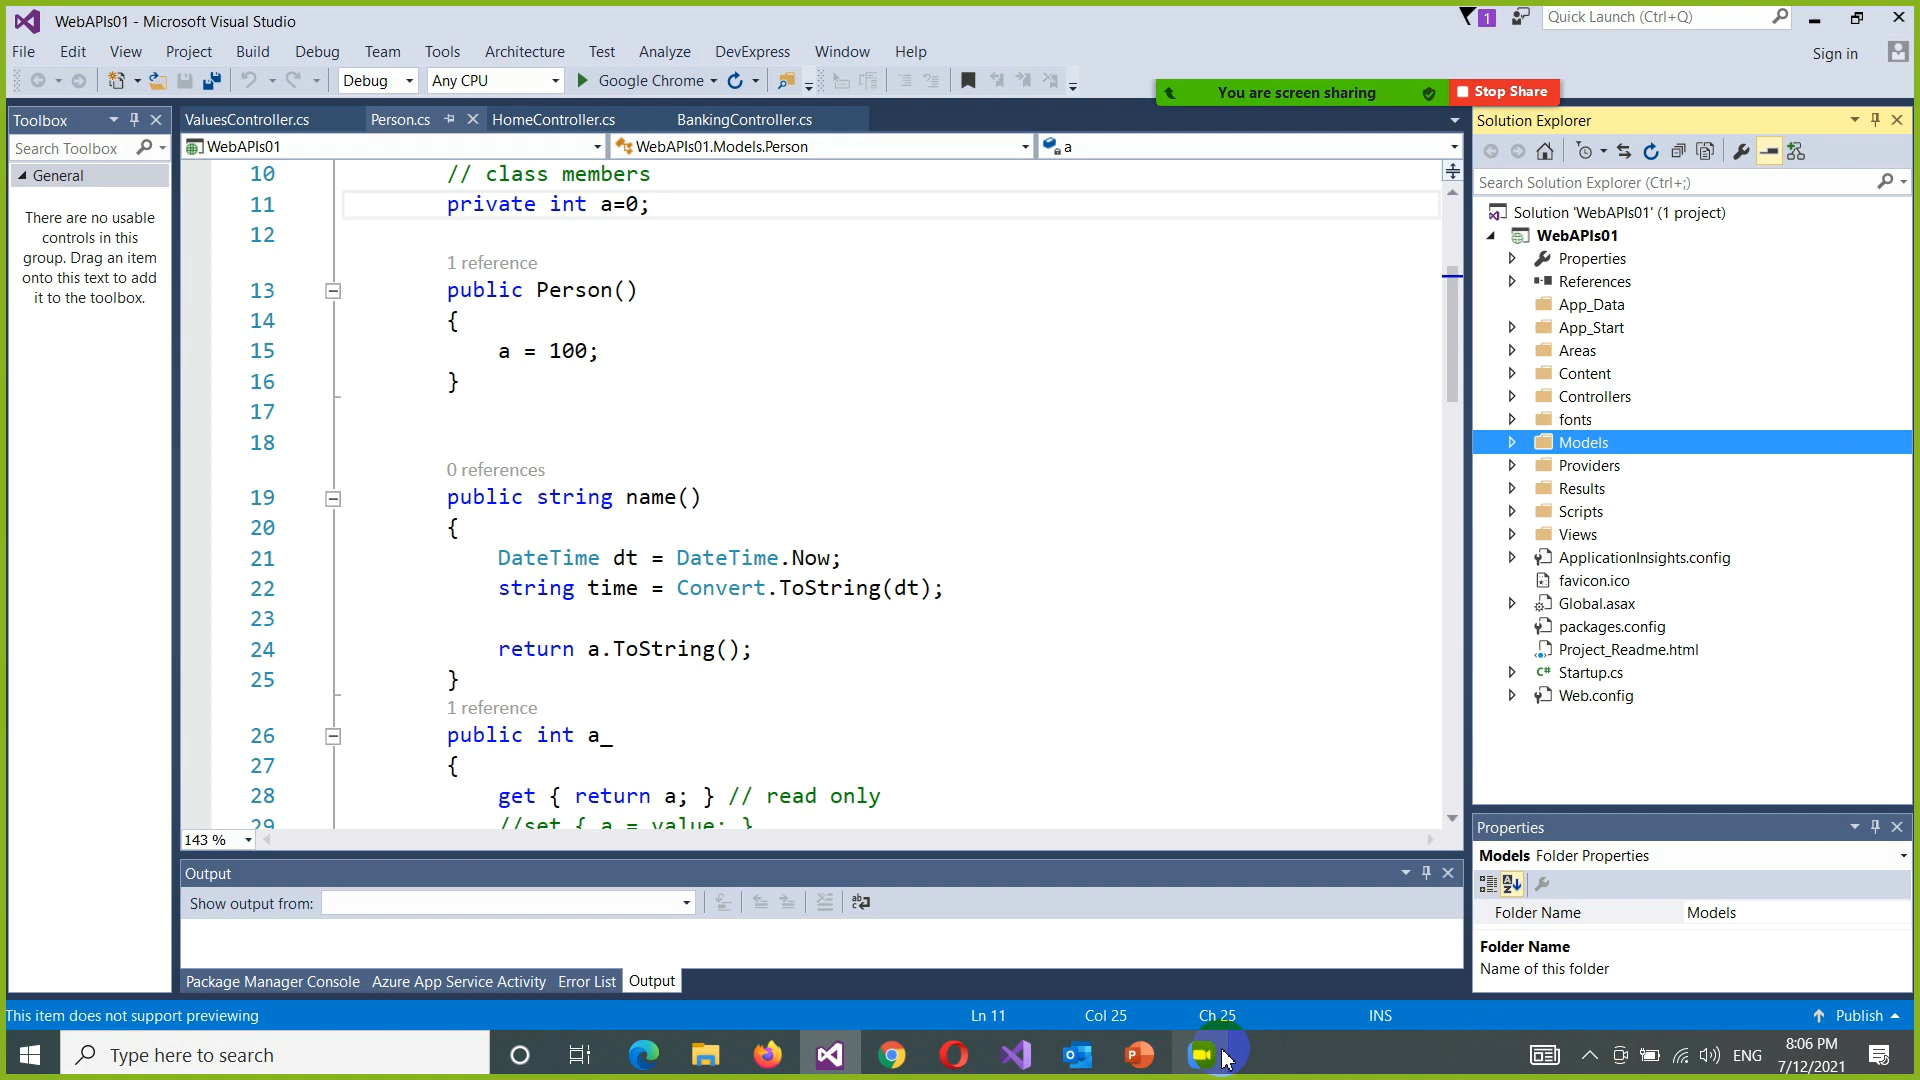 WebAPIs01 - Microsoft Visual Studio
1
Quick Launch (Ctrl+Q)
File Edit View Project Build Debug Team Tools Test Analyze DevExpress Window Help
Sign in
Debug Any CPU Google Chrome
You are screen sharing Stop Share
Toolbox
Search Toolbox
General
There are no usable
controls in this
group. Drag an item
onto this text to add
it to the toolbox.
ValuesController.cs Person.cs HomeController.cs BankingController.cs
WebAPIs01 WebAPIs01.Models.Person a
10 // class members
11 private int a=0;
12
1 reference
13 public Person()
14 {
15 a = 100;
16 }
17
18
0 references
19 public string name()
20 {
21 DateTime dt = DateTime.Now;
22 string time = Convert.ToString(dt);
23
24 return a.ToString();
25 }
1 reference
26 public int a_
27 {
28 get { return a; } // read only
29 //set { a = value; }
143 %
Output
Show output from:
Package Manager Console Azure App Service Activity Error List Output
Solution Explorer
Search Solution Explorer (Ctrl+;)
Solution 'WebAPIs01' (1 project)
WebAPIs01
Properties
References
App_Data
App_Start
Areas
Content
Controllers
fonts
Models
Providers
Results
Scripts
Views
ApplicationInsights.config
favicon.ico
Global.asax
packages.config
Project_Readme.html
Startup.cs
Web.config
Properties
Models Folder Properties
Folder Name Models
Folder Name
Name of this folder
This item does not support previewing Ln 11 Col 25 Ch 25 INS Publish
Type here to search
ENG
8:06 PM
7/12/2021